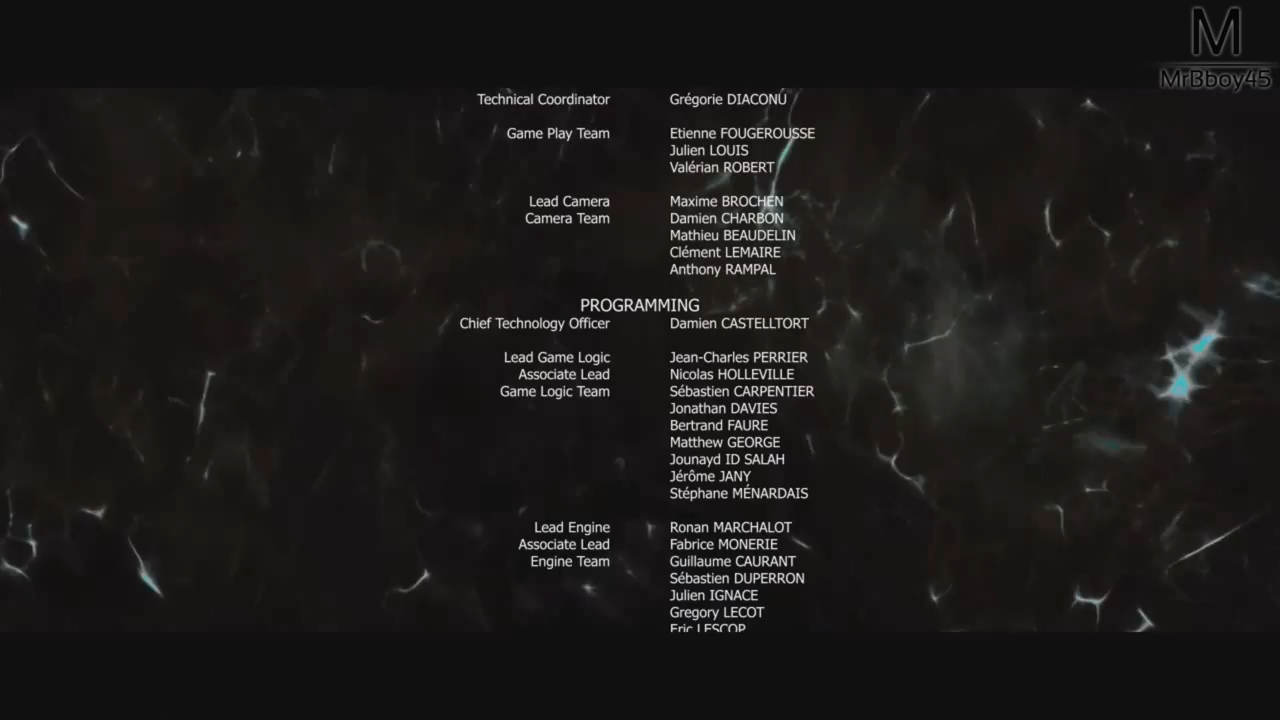 M
MrBboy45
Technical Coordinator Grégorie DIACONU
Game Play Team Etienne FOUGEROUSSE
Julien LOUIS
Valérian ROBERT
Lead Camera Maxime BROCHEN
Camera Team Damien CHARBON
Mathieu BEAUDELIN
Clément LEMAIRE
Anthony RAMPAL
PROGRAMMING
Chief Technology Officer Damien CASTELLTORT
Lead Game Logic Jean-Charles PERRIER
Associate Lead Nicolas HOLLEVILLE
Game Logic Team Sébastien CARPENTIER
Jonathan DAVIES
Bertrand FAURE
Matthew GEORGE
Jounayd ID SALAH
Jérôme JANY
Stéphane MÉNARDAIS
Lead Engine Ronan MARCHALOT
Associate Lead Fabrice MONERIE
Engine Team Guillaume CAURANT
Sébastien DUPERRON
Julien IGNACE
Gregory LECOT
Eric LESCOP